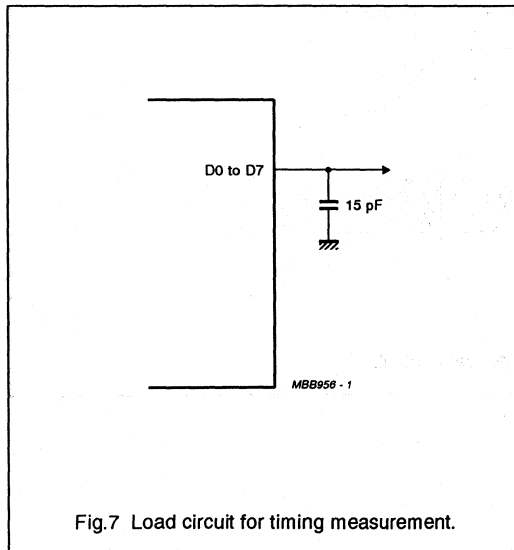 D0 to D7
15 pF
MBB956 - 1
Fig.7 Load circuit for timing measurement.